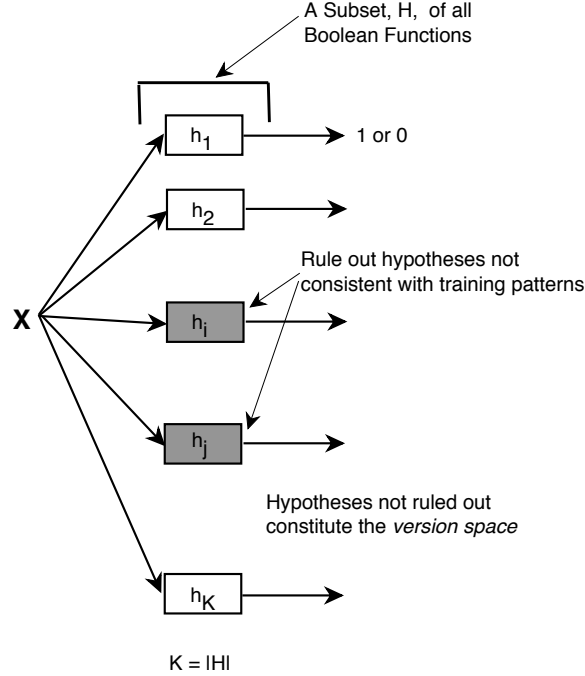 A Subset, H, of all
Boolean Functions
h1
1 or 0
h2
Rule out hypotheses not
consistent with training patterns
X
hi
hj
Hypotheses not ruled out
constitute the version space
hK
K = |H|